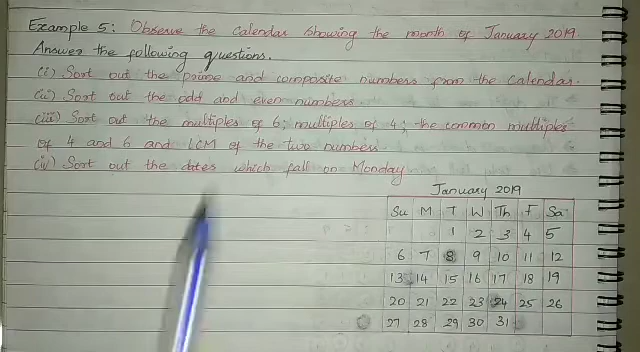 Example 5: Observe the Calendar showing the month of January 2019.
Answer the following questions.
(i) Sort out the prime and composite numbers from the Calendar.
(ii) Sort out the odd and even numbers.
(iii) Sort out the multiples of 6; multiples of 4; the common multiples
of 4 and 6 and LCM of the two numbers
(iv) Sort out the dates which fall on Monday
January 2019
Su M T W Th F Sa
1 2 3 4 5
6 7 8 9 10 11 12
13 14 15 16 17 18 19
20 21 22 23 24 25 26
27 28 29 30 31